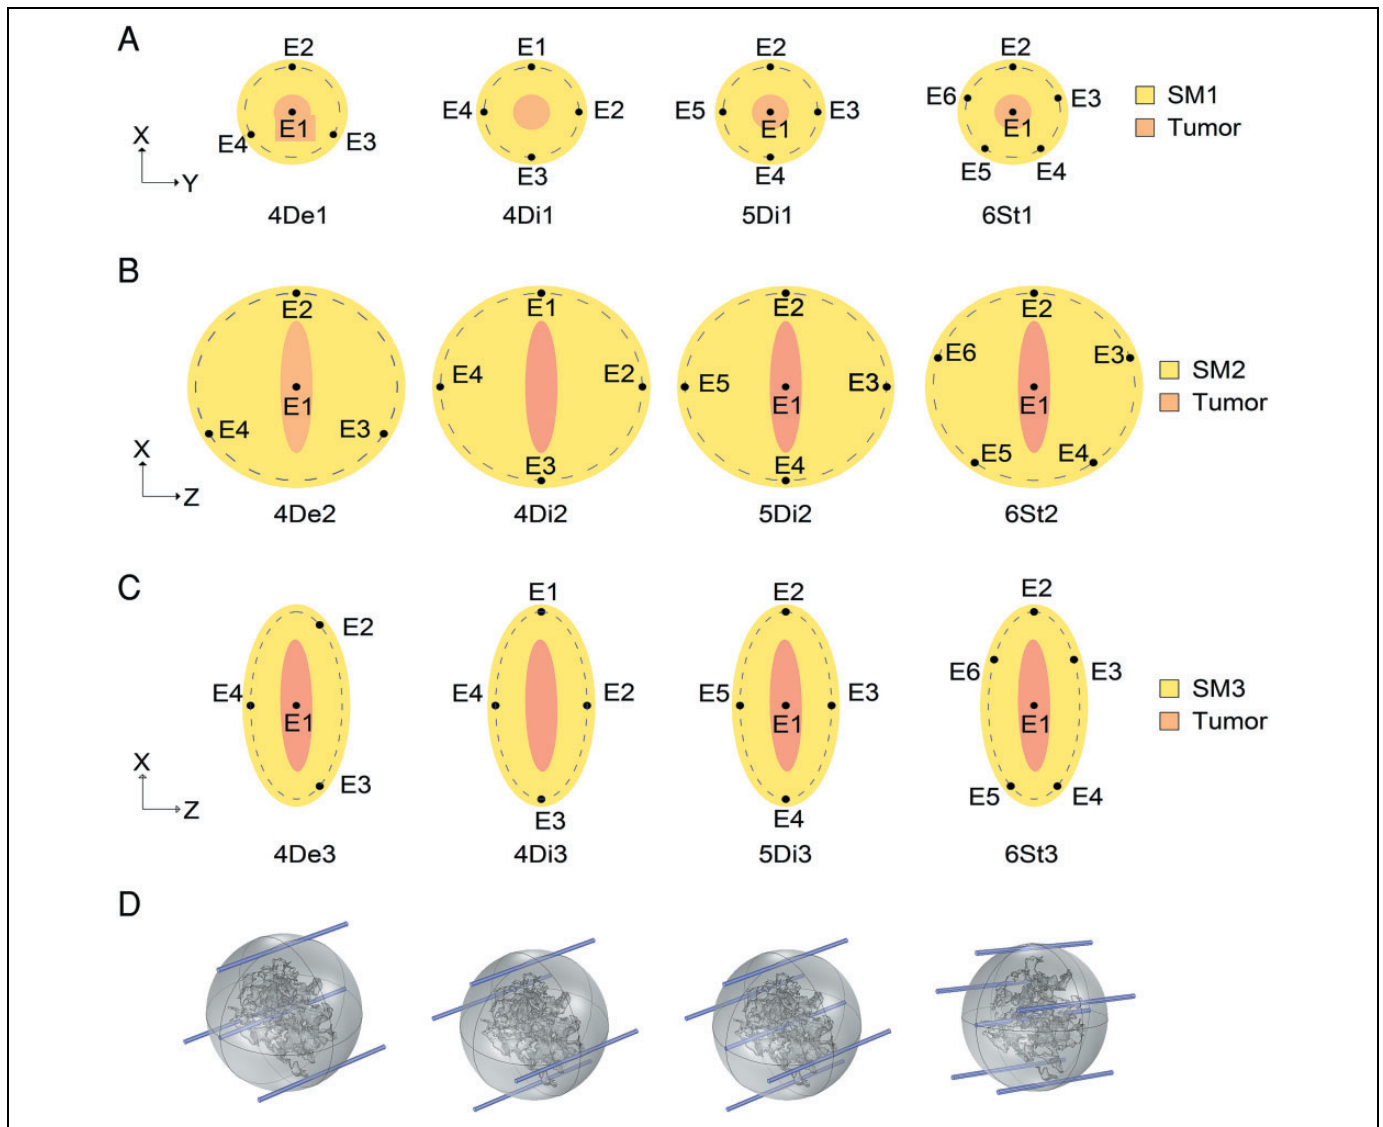 A
E2 E1 E2 E2
E4 E2 E5 E3 E6 E3
E1 E1 E1
E4 E3 E3 E4 E5 E4
SM1
Tumor
X
Y
4De1 4Di1 5Di1 6St1
B
E2 E1 E2 E2
E4 E2 E5 E3 E6 E3
E1 E1 E1
E4 E3 E3 E4 E5 E4
SM2
Tumor
X
Z
4De2 4Di2 5Di2 6St2
C
E2 E1 E2 E2
E4 E4 E2 E5 E3 E6 E3
E1 E1 E1
E3 E3 E4 E5 E4
SM3
Tumor
X
Z
4De3 4Di3 5Di3 6St3
D